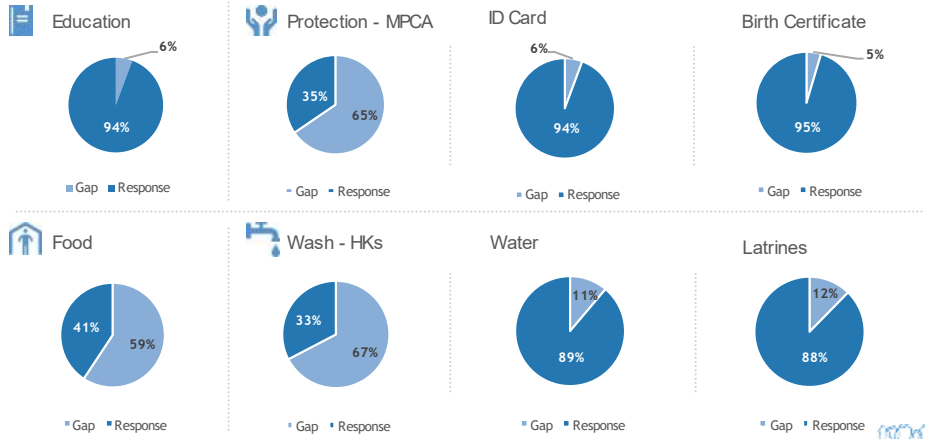 Education
6%
94%
Gap Response
Protection - MPCA
35%
65%
Gap Response
ID Card
6%
94%
Gap Response
Birth Certificate
5%
95%
Gap Response
Food
41%
59%
Gap Response
Wash - HKs
33%
67%
Gap Response
Water
11%
89%
Gap Response
Latrines
12%
88%
Gap Response